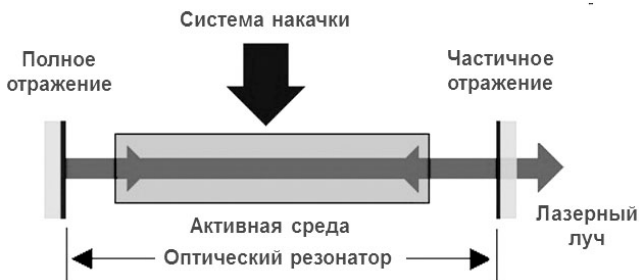 Система накачки
Полное
отражение
Частичное
отражение
Активная среда
Лазерный
луч
Оптический резонатор